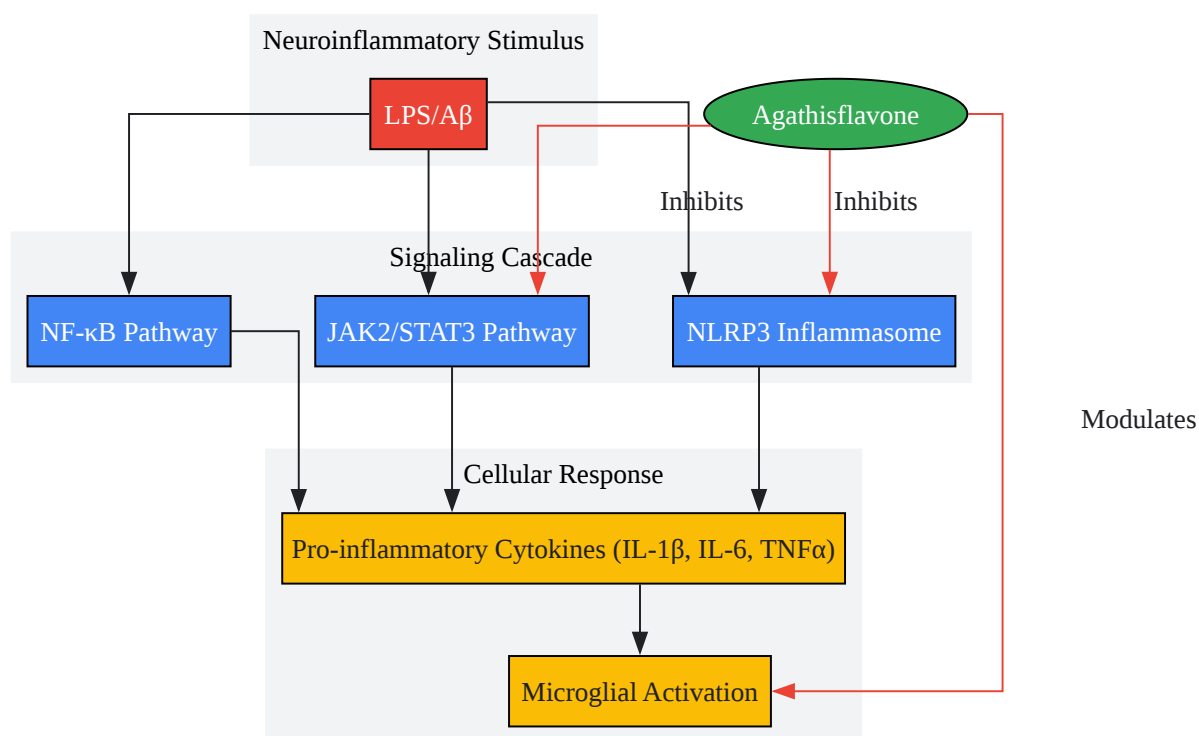 Neuroinflammatory Stimulus
LPS/Aβ
Agathisflavone
Inhibits
Inhibits
Signaling Cascade
NF-κB Pathway
JAK2/STAT3 Pathway
NLRP3 Inflammasome
Modulates
Cellular Response
Pro-inflammatory Cytokines (IL-1β, IL-6, TNFα)
Microglial Activation